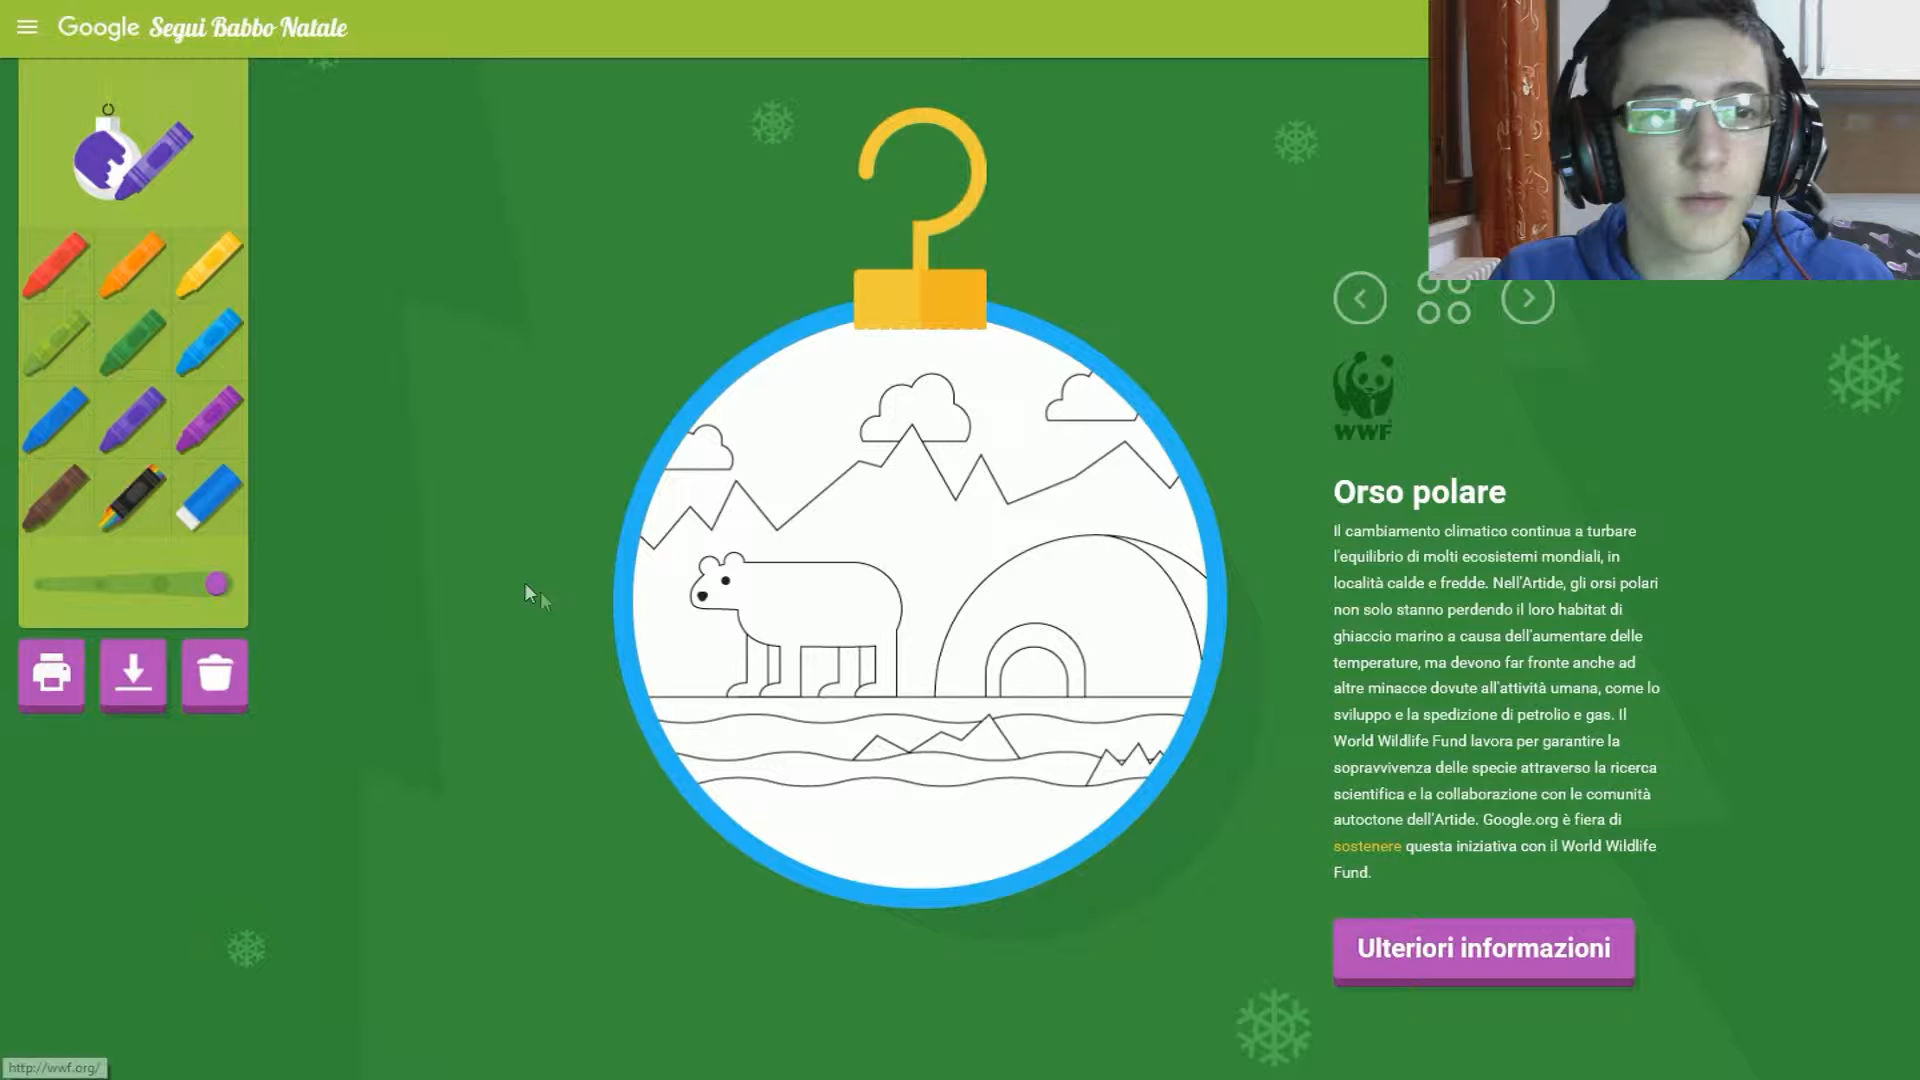 Google Segui Babbo Natale
WWF
Orso polare
Il cambiamento climatico continua a turbare
l'equilibrio di molti ecosistemi mondiali, in
località calde e fredde. Nell'Artide, gli orsi polari
non solo stanno perdendo il loro habitat di
ghiaccio marino a causa dell'aumentare delle
temperature, ma devono far fronte anche ad
altre minacce dovute all'attività umana, come lo
sviluppo e la spedizione di petrolio e gas. Il
World Wildlife Fund lavora per garantire la
sopravvivenza delle specie attraverso la ricerca
scientifica e la collaborazione con le comunità
autoctone dell'Artide. Google.org è fiera di
sostenere questa iniziativa con il World Wildlife
Fund.
Ulteriori informazioni
http://wwf.org/